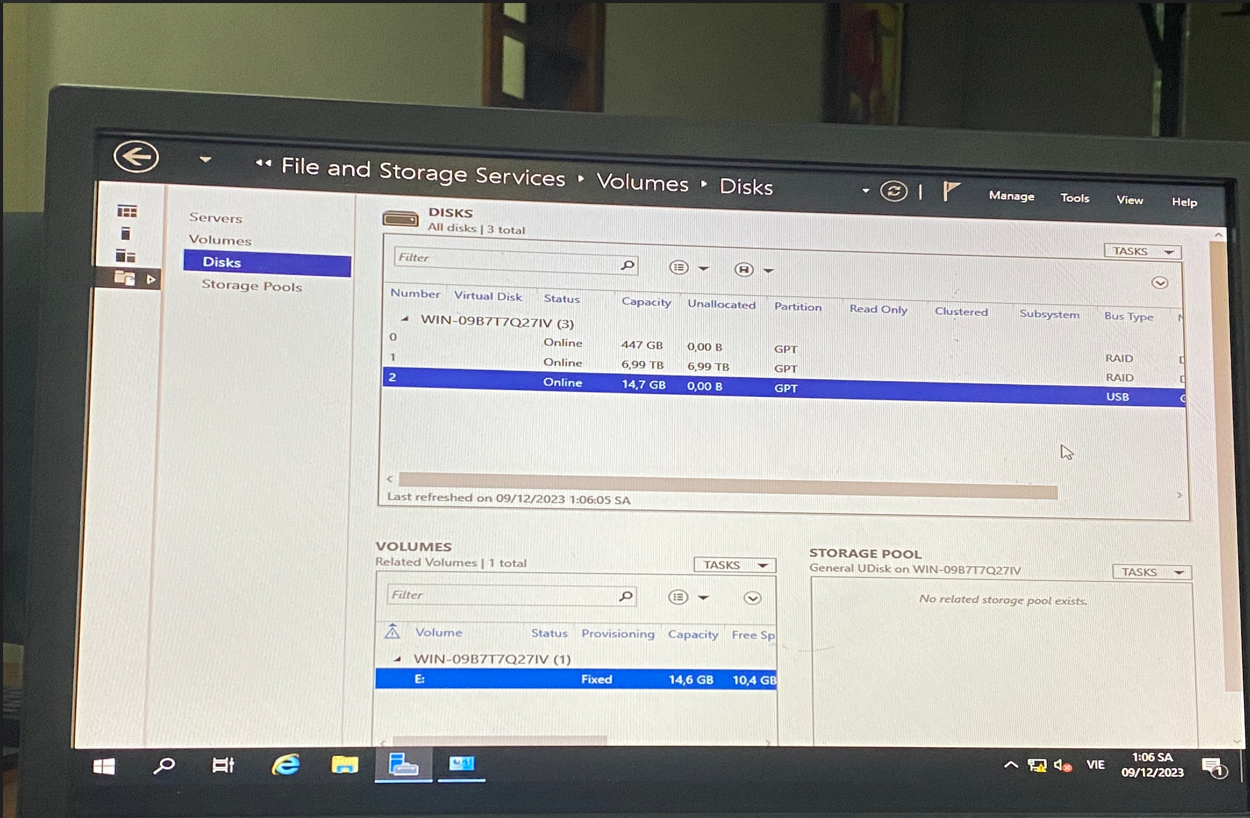 File and Storage Services ‣ Volumes ‣ Disks
Manage Tools View Help
Servers
Volumes
Disks
Storage Pools
DISKS
All disks | 3 total
TASKS
Filter
Number Virtual Disk Status Capacity Unallocated Partition Read Only Clustered Subsystem Bus Type
WIN-09B7T7Q27IV (3)
0 Online 447 GB 0,00 B GPT RAID
1 Online 6,99 TB 6,99 TB GPT RAID
2 Online 14,7 GB 0,00 B GPT USB
Last refreshed on 09/12/2023 1:06:05 SA
VOLUMES
Related Volumes | 1 total
TASKS
Filter
Volume Status Provisioning Capacity Free Sp
WIN-09B7T7Q27IV (1)
E: Fixed 14,6 GB 10,4 GB
STORAGE POOL
General UDisk on WIN-09B7T7Q27IV
TASKS
No related storage pool exists.
VIE
1:06 SA
09/12/2023
1